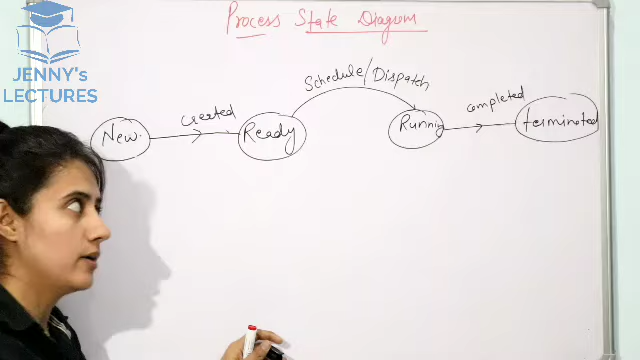 JENNY's
LECTURES
Process State Diagram
New.
created
Ready
Schedule/Dispatch
Running
completed
terminated